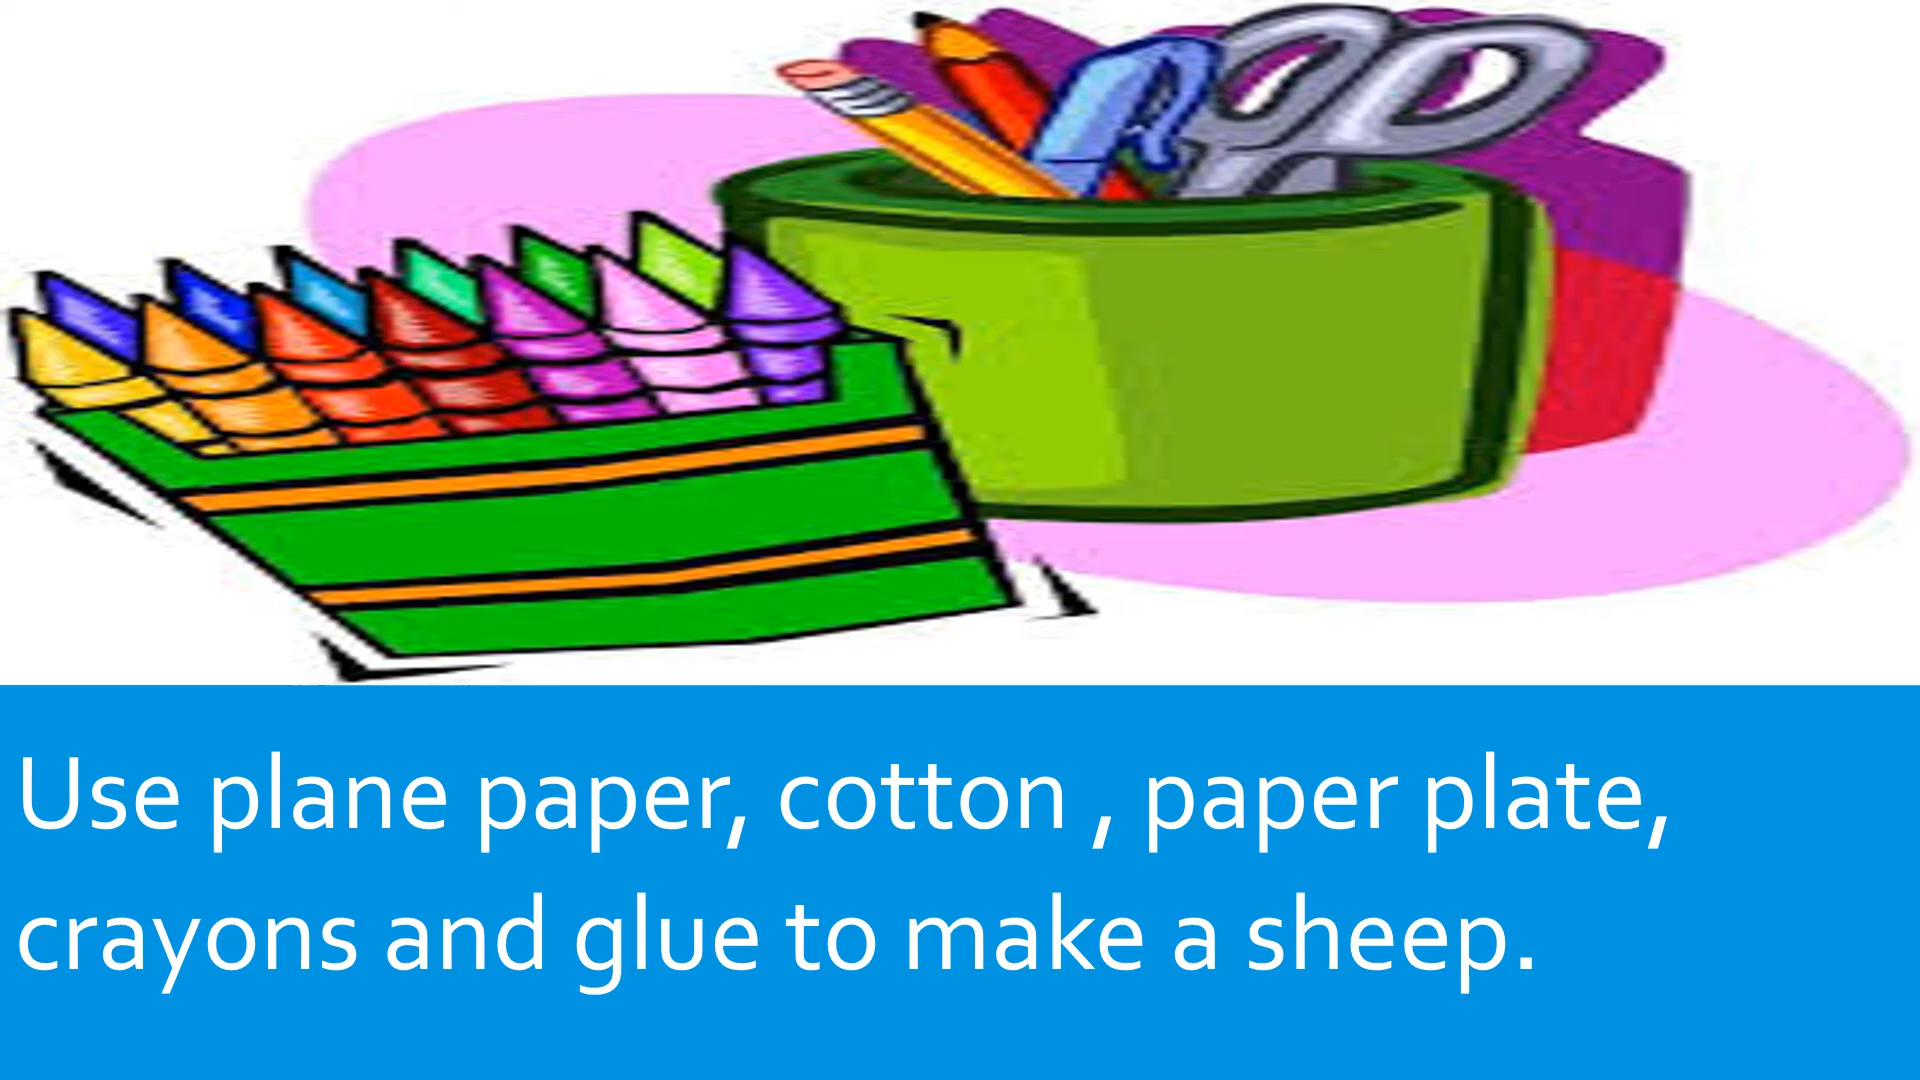 Use plane paper, cotton , paper plate,
crayons and glue to make a sheep.